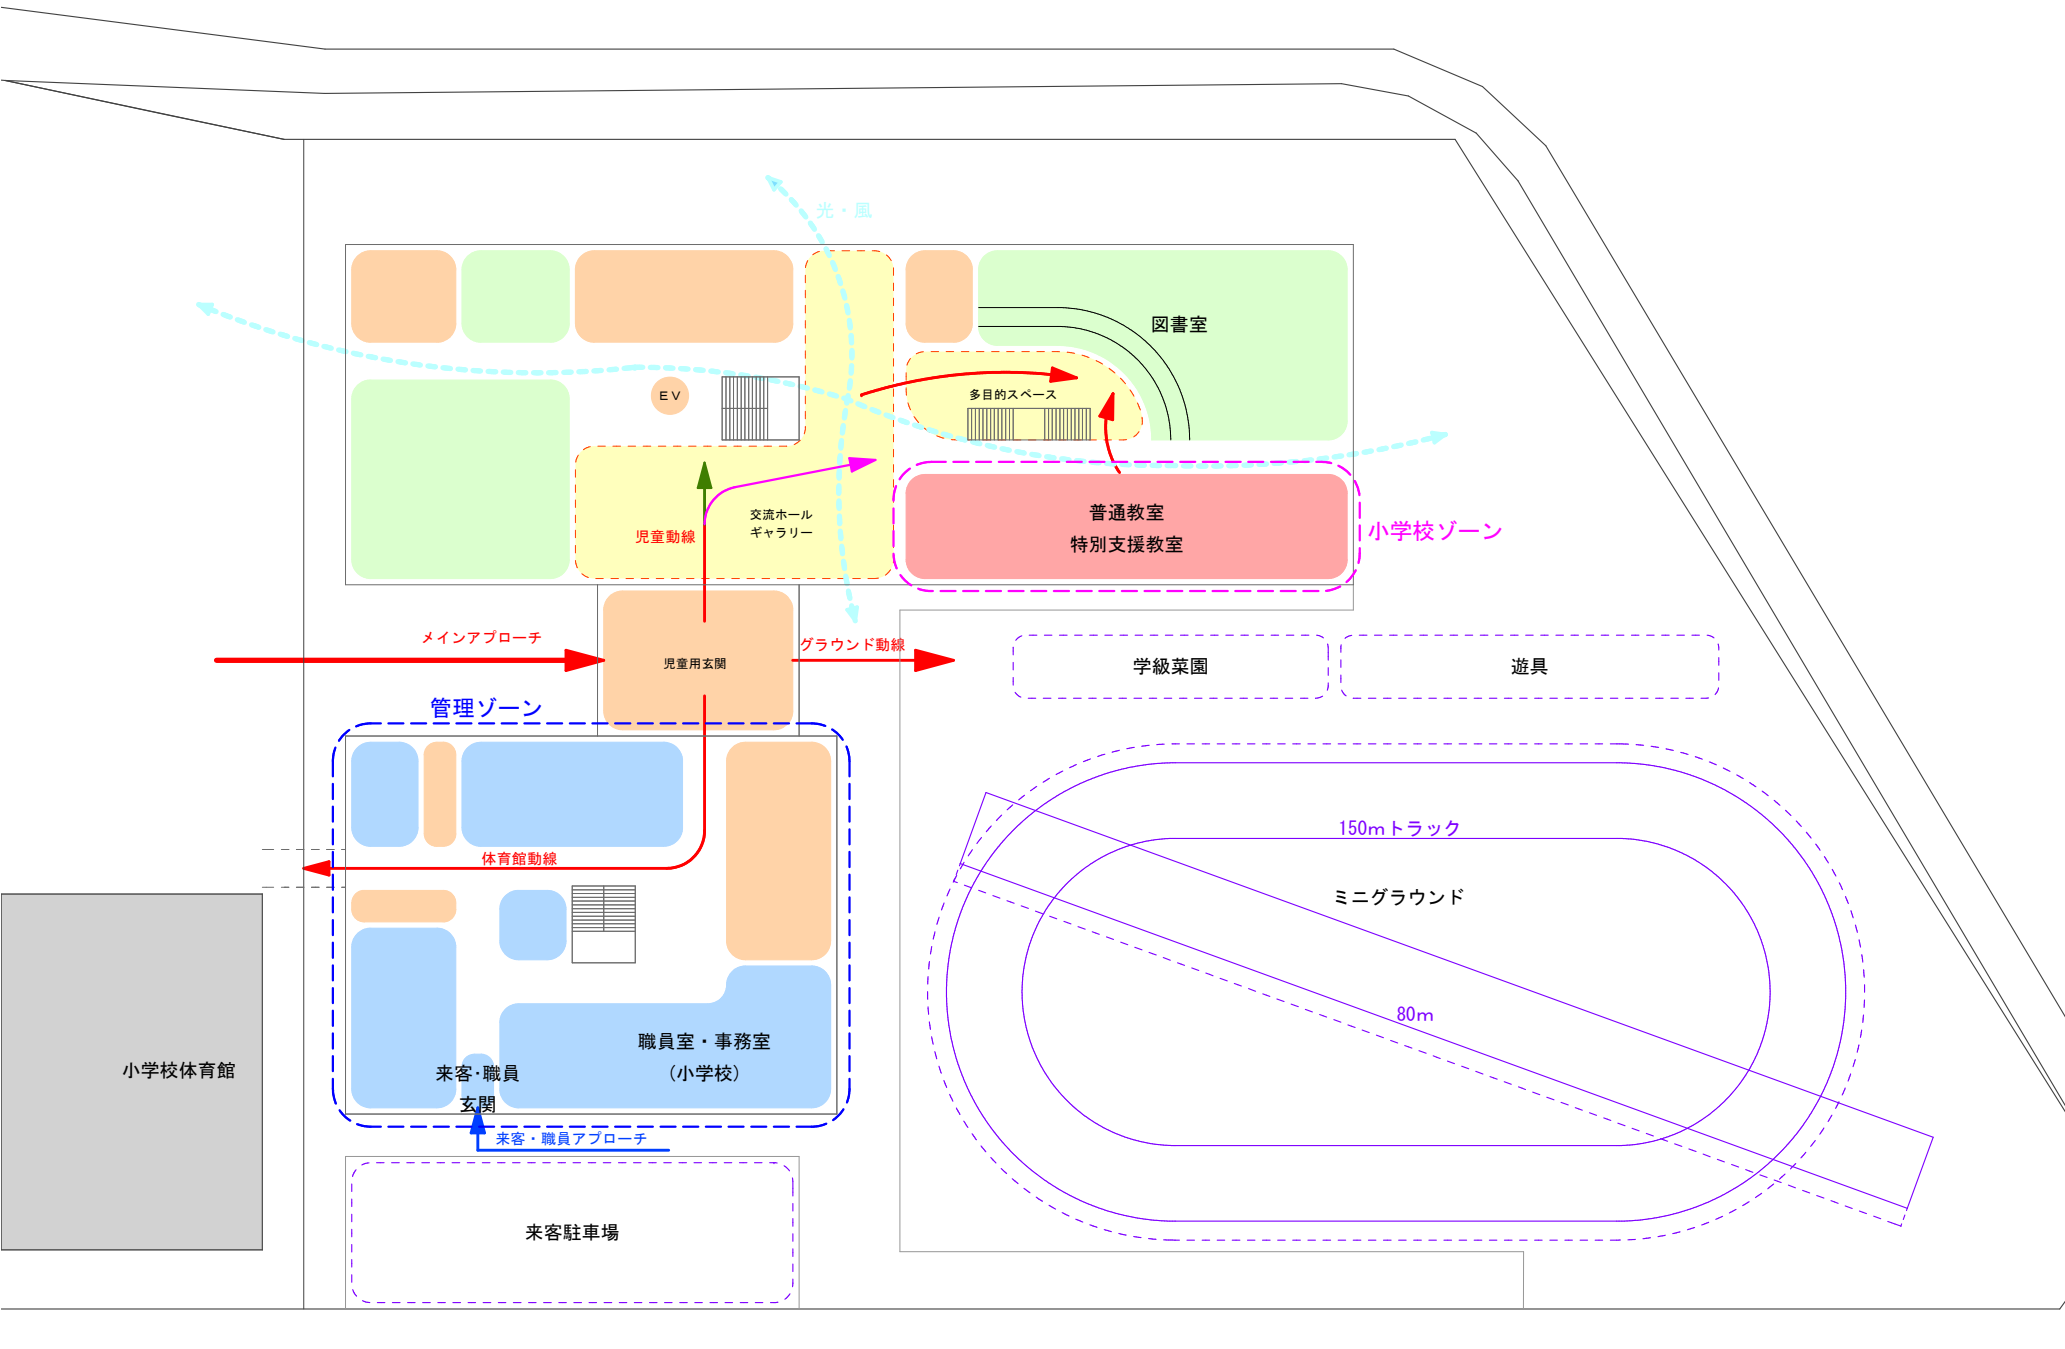 光・風
図書室
ＥＶ
多目的スペース
普通教室
特別支援教室
小学校ゾーン
交流ホール
ギャラリー
児童動線
メインアプローチ
児童用玄関
グラウンド動線
学級菜園
遊具
管理ゾーン
150mトラック
体育館動線
ミニグラウンド
80m
職員室・事務室
（小学校）
小学校体育館
来客・職員
玄関
来客・職員アプローチ
来客駐車場